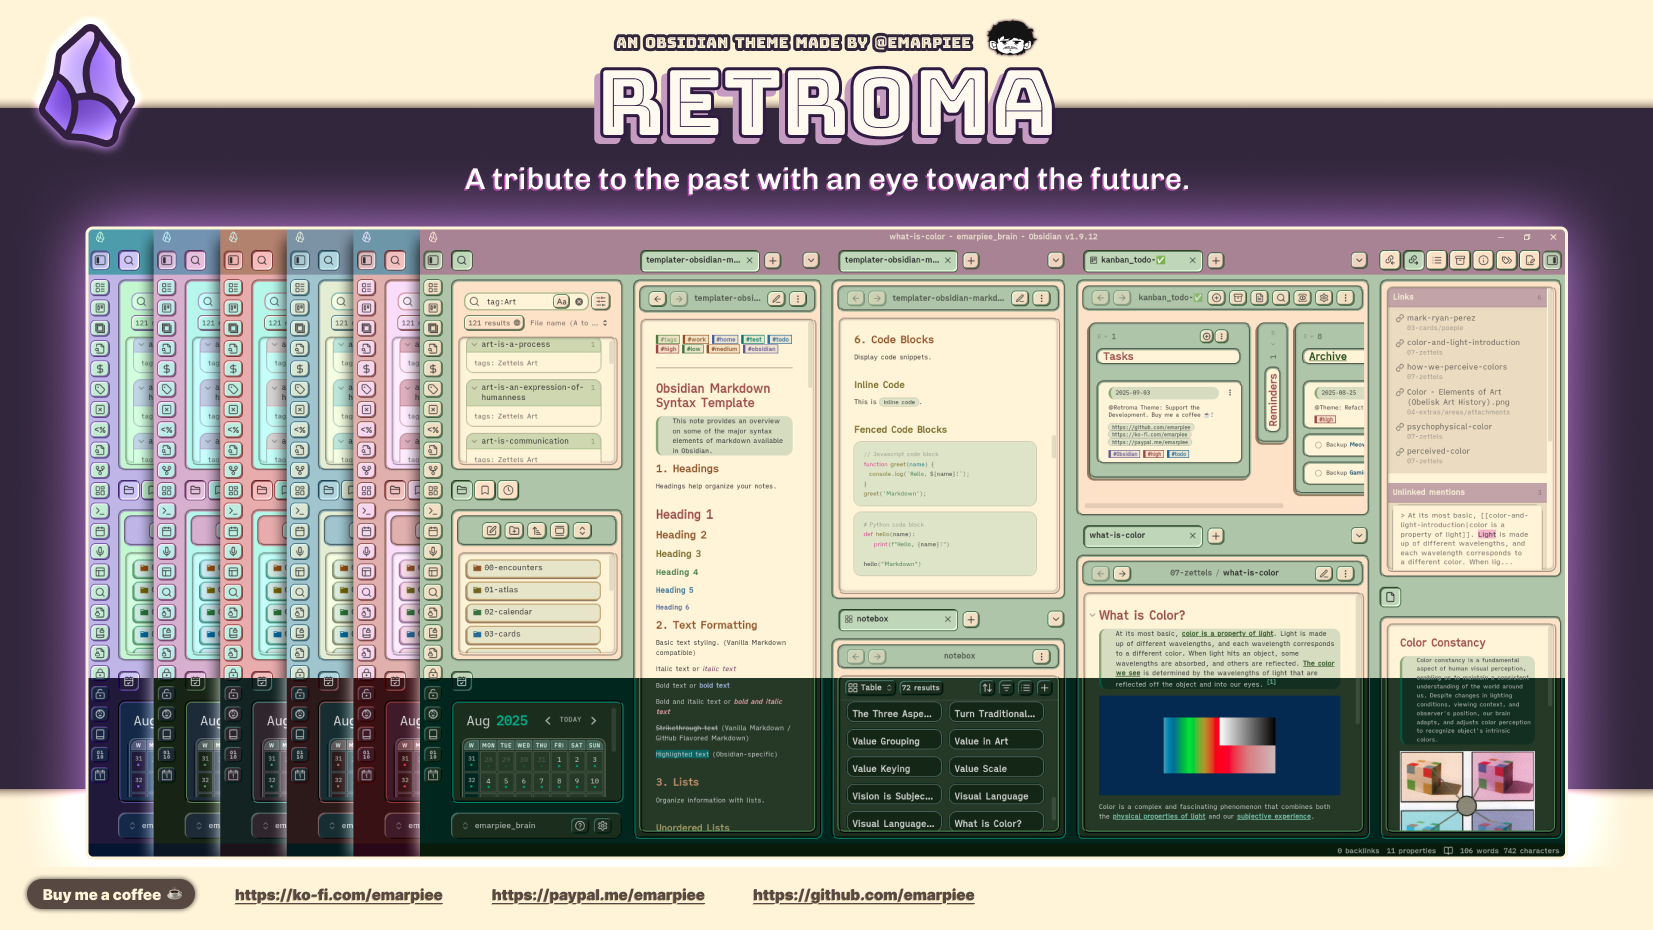 AN OBSIDIAN THEME MADE BY @EMARPIEE
RETROMA
A tribute to the past with an eye toward the future.
what-is-color - emarpiee_brain - Obsidian v1.9.12
templater-obsidian-m...
templater-obsidian-m...
kanban_todo-✅
tag:Art
Aa
121 results
File name (A to ...
art-is-a-process 1
tags: Zettels Art
art-is-an-expression-of-humanness 1
tags: Zettels Art
art-is-communication 1
tags: Zettels Art
00-encounters
01-atlas
02-calendar
03-cards
Aug 2025
TODAY
W MON TUE WED THU FRI SAT SUN
31 28 29 30 31 1 2 3
32 4 5 6 7 8 9 10
emarpiee_brain
templater-obsi...
#tags #work #home #test #todo
#high #low #medium #obsidian
Obsidian Markdown
Syntax Template
This note provides an overview
on some of the major syntax
elements of markdown available
in Obsidian.
1. Headings
Headings help organize your notes.
Heading 1
Heading 2
Heading 3
Heading 4
Heading 5
Heading 6
2. Text Formatting
Basic text styling. (Vanilla Markdown
compatible)
Italic text or italic text
Bold text or bold text
Bold and italic text or bold and italic
text
Strikethrough text (Vanilla Markdown /
GitHub Flavored Markdown)
Highlighted text (Obsidian-specific)
3. Lists
Organize information with lists.
Unordered Lists
templater-obsidian-markd...
6. Code Blocks
Display code snippets.
Inline Code
This is inline code.
Fenced Code Blocks
// Javascript code block
function greet(name) {
console.log(`Hello, ${name}!`);
}
greet('Markdown');
# Python code block
def hello(name):
print(f"Hello, {name}!")
hello("Markdown")
notebook
notebook
Table
72 results
The Three Aspe... Turn Traditional...
Value Grouping Value in Art
Value Keying Value Scale
Vision is Subjec... Visual Language
Visual Language... What is Color?
kanban_todo-✅
1
Tasks
2025-09-03
@Retroma Theme: Support the
Development. Buy me a coffee ☕!
https://github.com/emarpiee
https://ko-fi.com/emarpiee
https://paypal.me/emarpiee
#Obsidian #high #todo
1
Reminders
8
Archive
2025-08-25
@Theme: Refact
#high
Backup Meow
Backup Gami
what-is-color
07-zettels / what-is-color
What is Color?
At its most basic, color is a property of light. Light is made
up of different wavelengths, and each wavelength corresponds
to a different color. When light hits an object, some
wavelengths are absorbed, and others are reflected. The color
we see is determined by the wavelengths of light that are
reflected off the object and into our eyes. [1]
Color is a complex and fascinating phenomenon that combines both
the physical properties of light and our subjective experience.
Links 6
mark-ryan-perez
03-cards/people
color-and-light-introduction
07-zettels
how-we-perceive-colors
07-zettels
Color - Elements of Art
(Obelisk Art History).png
04-extras/areas/attachments
psychophysical-color
07-zettels
perceived-color
07-zettels
Unlinked mentions 3
> At its most basic, [[color-and-
light-introduction|color is a
property of light]]. Light is made
up of different wavelengths, and
each wavelength corresponds to
a different color. When lig...
Color Constancy
Color constancy is a fundamental
aspect of human visual perception,
enabling us to maintain a consistent
understanding of the world around
us. Despite changes in lighting
conditions, viewing context, and
observer's position, our brain
adapts, and adjusts color perception
to recognize object's intrinsic
colors.
0 backlinks 11 properties 106 words 742 characters
Buy me a coffee ☕
https://ko-fi.com/emarpiee
https://paypal.me/emarpiee
https://github.com/emarpiee